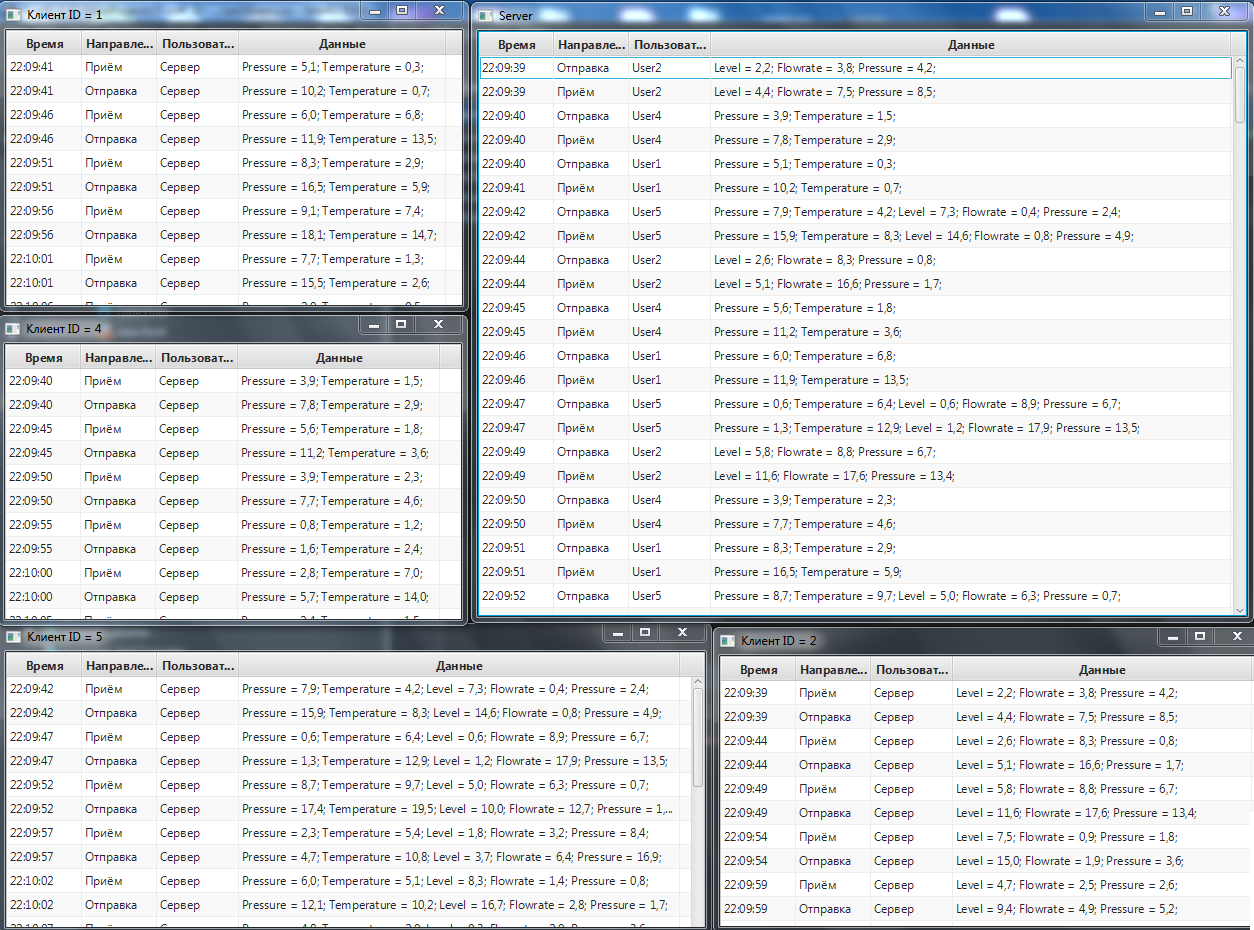 Клиент ID = 1
Время Направле... Пользоват... Данные
22:09:41 Приём Сервер Pressure = 5,1; Temperature = 0,3;
22:09:41 Отправка Сервер Pressure = 10,2; Temperature = 0,7;
22:09:46 Приём Сервер Pressure = 6,0; Temperature = 6,8;
22:09:46 Отправка Сервер Pressure = 11,9; Temperature = 13,5;
22:09:51 Приём Сервер Pressure = 8,3; Temperature = 2,9;
22:09:51 Отправка Сервер Pressure = 16,5; Temperature = 5,9;
22:09:56 Приём Сервер Pressure = 9,1; Temperature = 7,4;
22:09:56 Отправка Сервер Pressure = 18,1; Temperature = 14,7;
22:10:01 Приём Сервер Pressure = 7,7; Temperature = 1,3;
22:10:01 Отправка Сервер Pressure = 15,5; Temperature = 2,6;
Server
Время Направле... Пользоват... Данные
22:09:39 Отправка User2 Level = 2,2; Flowrate = 3,8; Pressure = 4,2;
22:09:39 Приём User2 Level = 4,4; Flowrate = 7,5; Pressure = 8,5;
22:09:40 Отправка User4 Pressure = 3,9; Temperature = 1,5;
22:09:40 Приём User4 Pressure = 7,8; Temperature = 2,9;
22:09:40 Отправка User1 Pressure = 5,1; Temperature = 0,3;
22:09:41 Приём User1 Pressure = 10,2; Temperature = 0,7;
22:09:42 Отправка User5 Pressure = 7,9; Temperature = 4,2; Level = 7,3; Flowrate = 0,4; Pressure = 2,4;
22:09:42 Приём User5 Pressure = 15,9; Temperature = 8,3; Level = 14,6; Flowrate = 0,8; Pressure = 4,9;
22:09:44 Отправка User2 Level = 2,6; Flowrate = 8,3; Pressure = 0,8;
22:09:44 Приём User2 Level = 5,1; Flowrate = 16,6; Pressure = 1,7;
22:09:45 Отправка User4 Pressure = 5,6; Temperature = 1,8;
22:09:45 Приём User4 Pressure = 11,2; Temperature = 3,6;
22:09:46 Отправка User1 Pressure = 6,0; Temperature = 6,8;
22:09:46 Приём User1 Pressure = 11,9; Temperature = 13,5;
22:09:47 Отправка User5 Pressure = 0,6; Temperature = 6,4; Level = 0,6; Flowrate = 8,9; Pressure = 6,7;
22:09:47 Приём User5 Pressure = 1,3; Temperature = 12,9; Level = 1,2; Flowrate = 17,9; Pressure = 13,5;
22:09:49 Отправка User2 Level = 5,8; Flowrate = 8,8; Pressure = 6,7;
22:09:49 Приём User2 Level = 11,6; Flowrate = 17,6; Pressure = 13,4;
22:09:50 Отправка User4 Pressure = 3,9; Temperature = 2,3;
22:09:50 Приём User4 Pressure = 7,7; Temperature = 4,6;
22:09:51 Отправка User1 Pressure = 8,3; Temperature = 2,9;
22:09:51 Приём User1 Pressure = 16,5; Temperature = 5,9;
22:09:52 Отправка User5 Pressure = 8,7; Temperature = 9,7; Level = 5,0; Flowrate = 6,3; Pressure = 0,7;
Клиент ID = 4
Время Направле... Пользоват... Данные
22:09:40 Приём Сервер Pressure = 3,9; Temperature = 1,5;
22:09:40 Отправка Сервер Pressure = 7,8; Temperature = 2,9;
22:09:45 Приём Сервер Pressure = 5,6; Temperature = 1,8;
22:09:45 Отправка Сервер Pressure = 11,2; Temperature = 3,6;
22:09:50 Приём Сервер Pressure = 3,9; Temperature = 2,3;
22:09:50 Отправка Сервер Pressure = 7,7; Temperature = 4,6;
22:09:55 Приём Сервер Pressure = 0,8; Temperature = 1,2;
22:09:55 Отправка Сервер Pressure = 1,6; Temperature = 2,4;
22:10:00 Приём Сервер Pressure = 2,8; Temperature = 7,0;
22:10:00 Отправка Сервер Pressure = 5,7; Temperature = 14,0;
Клиент ID = 5
Время Направле... Пользоват... Данные
22:09:42 Приём Сервер Pressure = 7,9; Temperature = 4,2; Level = 7,3; Flowrate = 0,4; Pressure = 2,4;
22:09:42 Отправка Сервер Pressure = 15,9; Temperature = 8,3; Level = 14,6; Flowrate = 0,8; Pressure = 4,9;
22:09:47 Приём Сервер Pressure = 0,6; Temperature = 6,4; Level = 0,6; Flowrate = 8,9; Pressure = 6,7;
22:09:47 Отправка Сервер Pressure = 1,3; Temperature = 12,9; Level = 1,2; Flowrate = 17,9; Pressure = 13,5;
22:09:52 Приём Сервер Pressure = 8,7; Temperature = 9,7; Level = 5,0; Flowrate = 6,3; Pressure = 0,7;
22:09:52 Отправка Сервер Pressure = 17,4; Temperature = 19,5; Level = 10,0; Flowrate = 12,7; Pressure = 1,...
22:09:57 Приём Сервер Pressure = 2,3; Temperature = 5,4; Level = 1,8; Flowrate = 3,2; Pressure = 8,4;
22:09:57 Отправка Сервер Pressure = 4,7; Temperature = 10,8; Level = 3,7; Flowrate = 6,4; Pressure = 16,9;
22:10:02 Приём Сервер Pressure = 6,0; Temperature = 5,1; Level = 8,3; Flowrate = 1,4; Pressure = 0,8;
22:10:02 Отправка Сервер Pressure = 12,1; Temperature = 10,2; Level = 16,7; Flowrate = 2,8; Pressure = 1,7;
Клиент ID = 2
Время Направле... Пользоват... Данные
22:09:39 Приём Сервер Level = 2,2; Flowrate = 3,8; Pressure = 4,2;
22:09:39 Отправка Сервер Level = 4,4; Flowrate = 7,5; Pressure = 8,5;
22:09:44 Приём Сервер Level = 2,6; Flowrate = 8,3; Pressure = 0,8;
22:09:44 Отправка Сервер Level = 5,1; Flowrate = 16,6; Pressure = 1,7;
22:09:49 Приём Сервер Level = 5,8; Flowrate = 8,8; Pressure = 6,7;
22:09:49 Отправка Сервер Level = 11,6; Flowrate = 17,6; Pressure = 13,4;
22:09:54 Приём Сервер Level = 7,5; Flowrate = 0,9; Pressure = 1,8;
22:09:54 Отправка Сервер Level = 15,0; Flowrate = 1,9; Pressure = 3,6;
22:09:59 Приём Сервер Level = 4,7; Flowrate = 2,5; Pressure = 2,6;
22:09:59 Отправка Сервер Level = 9,4; Flowrate = 4,9; Pressure = 5,2;